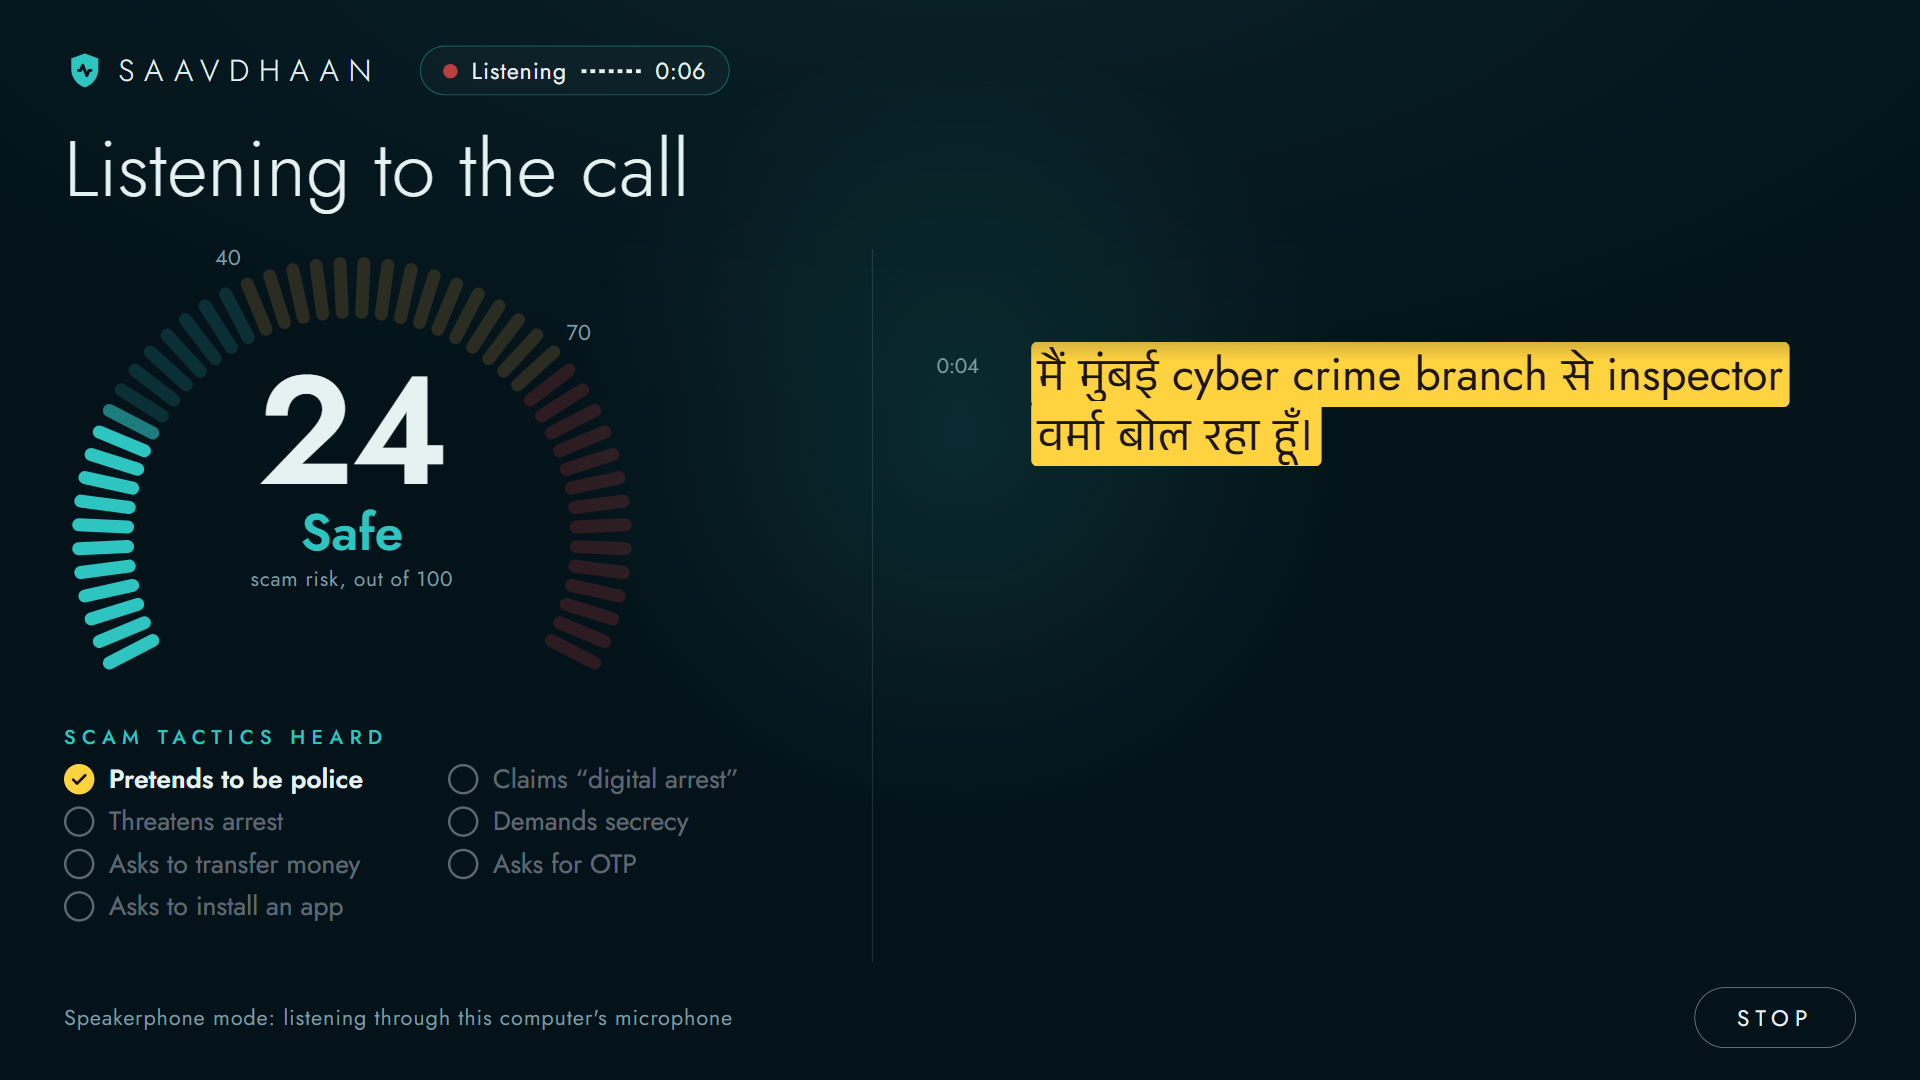 SAAVDHAAN
Listening 0:06
Listening to the call
40
70
24
Safe
scam risk, out of 100
SCAM TACTICS HEARD
Pretends to be police
Claims “digital arrest”
Threatens arrest
Demands secrecy
Asks to transfer money
Asks for OTP
Asks to install an app
0:04
मैं मुंबई cyber crime branch से inspector
वर्मा बोल रहा हूँ।
Speakerphone mode: listening through this computer's microphone
STOP